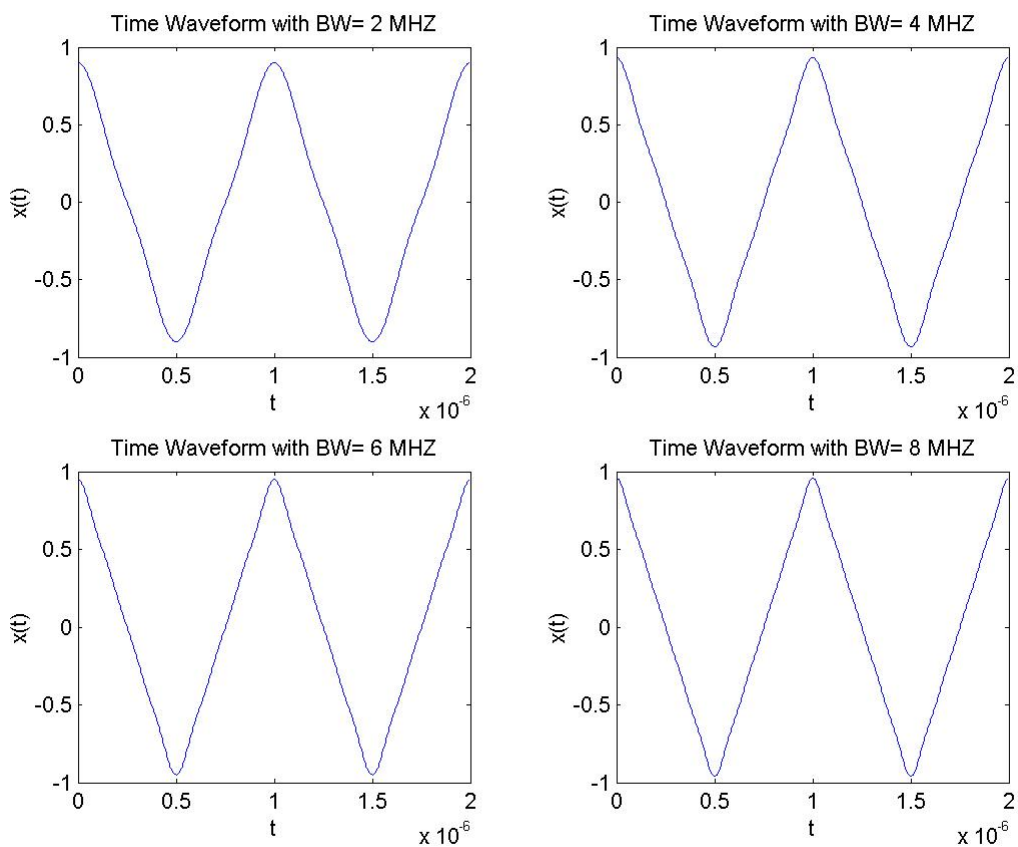 Time Waveform with BW= 2 MHZ
1
0.5
0
-0.5
-1
x(t)
0 0.5 1 1.5 2
t
x 10^-6
Time Waveform with BW= 4 MHZ
1
0.5
0
-0.5
-1
x(t)
0 0.5 1 1.5 2
t
x 10^-6
Time Waveform with BW= 6 MHZ
1
0.5
0
-0.5
-1
x(t)
0 0.5 1 1.5 2
t
x 10^-6
Time Waveform with BW= 8 MHZ
1
0.5
0
-0.5
-1
x(t)
0 0.5 1 1.5 2
t
x 10^-6